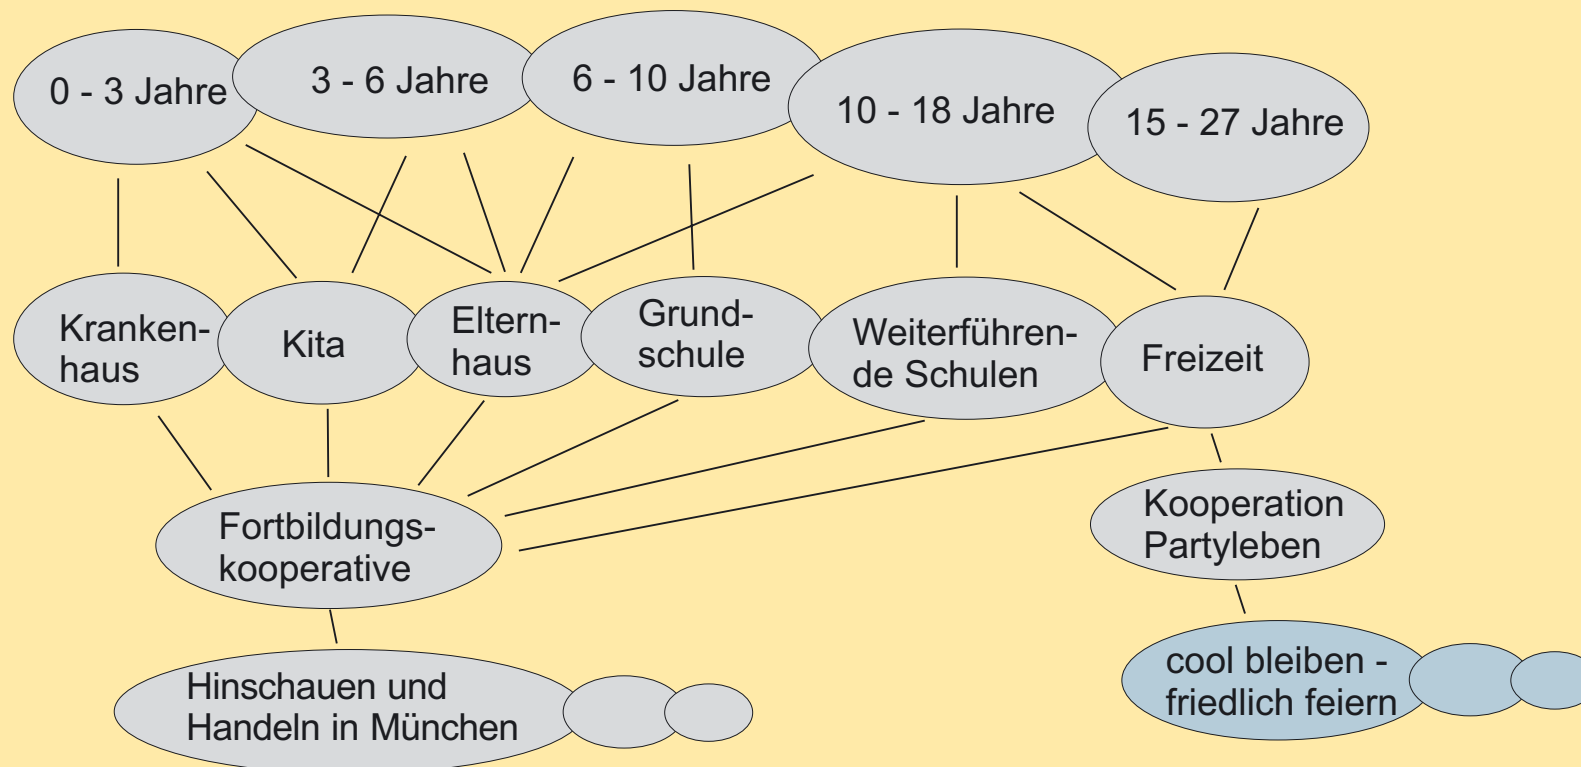 0 - 3 Jahre
3 - 6 Jahre
6 - 10 Jahre
10 - 18 Jahre
15 - 27 Jahre
Kranken-
haus
Kita
Eltern-
haus
Grund-
schule
Weiterführen-
de Schulen
Freizeit
Fortbildungs-
kooperative
Kooperation
Partyleben
Hinschauen und
Handeln in München
cool bleiben -
friedlich feiern